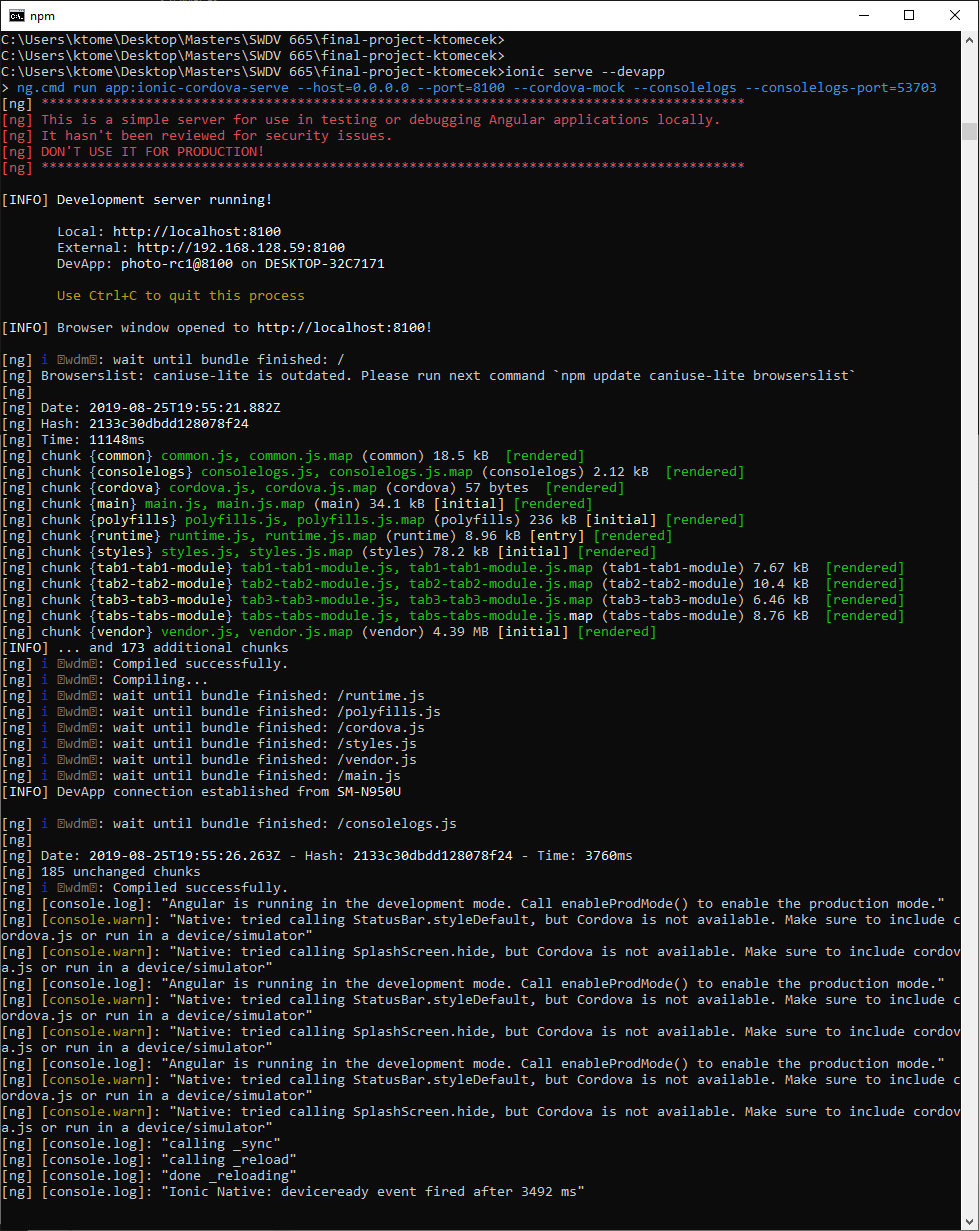 npm
C:\Users\ktome\Desktop\Masters\SWDV 665\final-project-ktomecek>
C:\Users\ktome\Desktop\Masters\SWDV 665\final-project-ktomecek>
C:\Users\ktome\Desktop\Masters\SWDV 665\final-project-ktomecek>ionic serve --devapp
> ng.cmd run app:ionic-cordova-serve --host=0.0.0.0 --port=8100 --cordova-mock --consolelogs --consolelogs-port=53703
[ng] ****************************************************************************************
[ng] This is a simple server for use in testing or debugging Angular applications locally.
[ng] It hasn't been reviewed for security issues.
[ng] DON'T USE IT FOR PRODUCTION!
[ng] ****************************************************************************************
[INFO] Development server running!
Local: http://localhost:8100
External: http://192.168.128.59:8100
DevApp: photo-rc1@8100 on DESKTOP-32C7171
Use Ctrl+C to quit this process
[INFO] Browser window opened to http://localhost:8100!
[ng] i 「wdm」: wait until bundle finished: /
[ng] Browserslist: caniuse-lite is outdated. Please run next command `npm update caniuse-lite browserslist`
[ng]
[ng] Date: 2019-08-25T19:55:21.882Z
[ng] Hash: 2133c30dbdd128078f24
[ng] Time: 11148ms
[ng] chunk {common} common.js, common.js.map (common) 18.5 kB  [rendered]
[ng] chunk {consolelogs} consolelogs.js, consolelogs.js.map (consolelogs) 2.12 kB  [rendered]
[ng] chunk {cordova} cordova.js, cordova.js.map (cordova) 57 bytes  [rendered]
[ng] chunk {main} main.js, main.js.map (main) 34.1 kB [initial] [rendered]
[ng] chunk {polyfills} polyfills.js, polyfills.js.map (polyfills) 236 kB [initial] [rendered]
[ng] chunk {runtime} runtime.js, runtime.js.map (runtime) 8.96 kB [entry] [rendered]
[ng] chunk {styles} styles.js, styles.js.map (styles) 78.2 kB [initial] [rendered]
[ng] chunk {tab1-tab1-module} tab1-tab1-module.js, tab1-tab1-module.js.map (tab1-tab1-module) 7.67 kB  [rendered]
[ng] chunk {tab2-tab2-module} tab2-tab2-module.js, tab2-tab2-module.js.map (tab2-tab2-module) 10.4 kB  [rendered]
[ng] chunk {tab3-tab3-module} tab3-tab3-module.js, tab3-tab3-module.js.map (tab3-tab3-module) 6.46 kB  [rendered]
[ng] chunk {tabs-tabs-module} tabs-tabs-module.js, tabs-tabs-module.js.map (tabs-tabs-module) 8.76 kB  [rendered]
[ng] chunk {vendor} vendor.js, vendor.js.map (vendor) 4.39 MB [initial] [rendered]
[INFO] ... and 173 additional chunks
[ng] i 「wdm」: Compiled successfully.
[ng] i 「wdm」: Compiling...
[ng] i 「wdm」: wait until bundle finished: /runtime.js
[ng] i 「wdm」: wait until bundle finished: /polyfills.js
[ng] i 「wdm」: wait until bundle finished: /cordova.js
[ng] i 「wdm」: wait until bundle finished: /styles.js
[ng] i 「wdm」: wait until bundle finished: /vendor.js
[ng] i 「wdm」: wait until bundle finished: /main.js
[INFO] DevApp connection established from SM-N950U
[ng] i 「wdm」: wait until bundle finished: /consolelogs.js
[ng]
[ng] Date: 2019-08-25T19:55:26.263Z - Hash: 2133c30dbdd128078f24 - Time: 3760ms
[ng] 185 unchanged chunks
[ng] i 「wdm」: Compiled successfully.
[ng] [console.log]: "Angular is running in the development mode. Call enableProdMode() to enable the production mode."
[ng] [console.warn]: "Native: tried calling StatusBar.styleDefault, but Cordova is not available. Make sure to include c
ordova.js or run in a device/simulator"
[ng] [console.warn]: "Native: tried calling SplashScreen.hide, but Cordova is not available. Make sure to include cordov
a.js or run in a device/simulator"
[ng] [console.log]: "Angular is running in the development mode. Call enableProdMode() to enable the production mode."
[ng] [console.warn]: "Native: tried calling StatusBar.styleDefault, but Cordova is not available. Make sure to include c
ordova.js or run in a device/simulator"
[ng] [console.warn]: "Native: tried calling SplashScreen.hide, but Cordova is not available. Make sure to include cordov
a.js or run in a device/simulator"
[ng] [console.log]: "Angular is running in the development mode. Call enableProdMode() to enable the production mode."
[ng] [console.warn]: "Native: tried calling StatusBar.styleDefault, but Cordova is not available. Make sure to include c
ordova.js or run in a device/simulator"
[ng] [console.warn]: "Native: tried calling SplashScreen.hide, but Cordova is not available. Make sure to include cordov
a.js or run in a device/simulator"
[ng] [console.log]: "calling _sync"
[ng] [console.log]: "calling _reload"
[ng] [console.log]: "done _reloading"
[ng] [console.log]: "Ionic Native: deviceready event fired after 3492 ms"